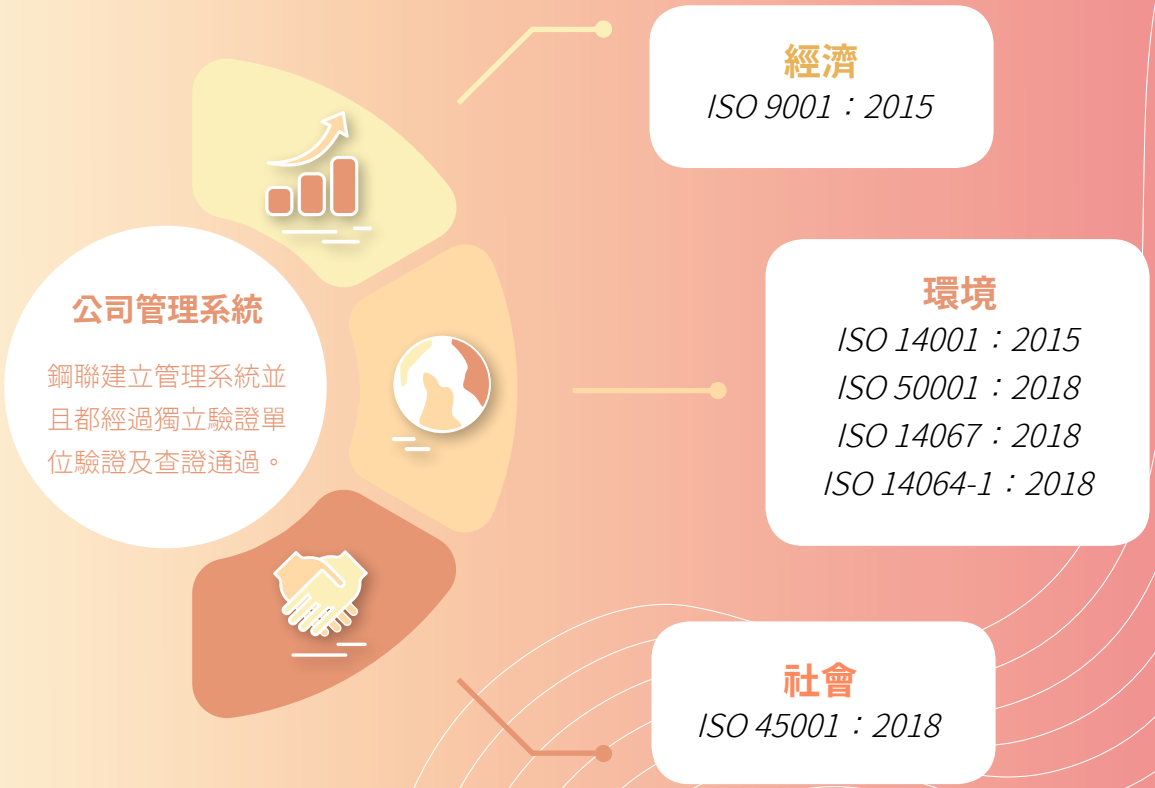 公司管理系統
鋼聯建立管理系統並
且都經過獨立驗證單
位驗證及查證通過。
經濟
ISO 9001：2015
環境
ISO 14001：2015
ISO 50001：2018
ISO 14067：2018
ISO 14064-1：2018
社會
ISO 45001：2018